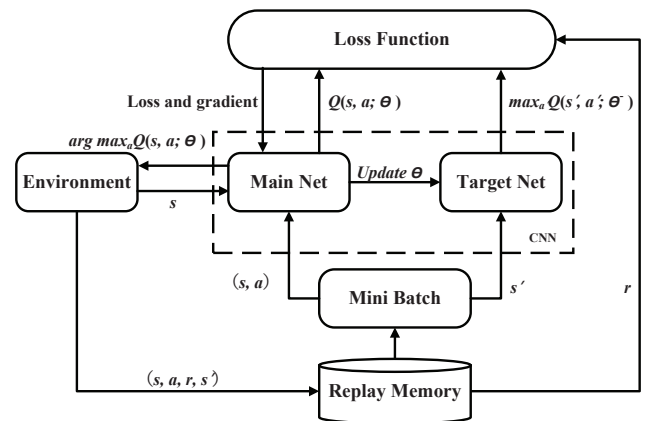 Loss Function
Loss and gradient
Q(s, a; Θ)
max_a Q(s′, a′; Θ⁻)
arg max_a Q(s, a; Θ)
Environment
Main Net
Update Θ
Target Net
s
CNN
(s, a)
Mini Batch
s′
r
(s, a, r, s′)
Replay Memory